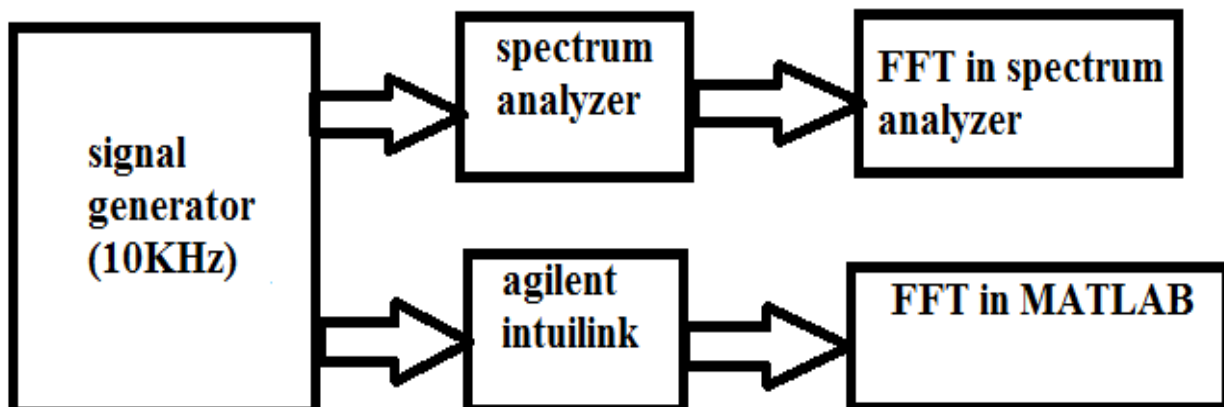 signal
generator
(10KHz)
spectrum
analyzer
FFT in spectrum
analyzer
agilent
intuilink
FFT in MATLAB